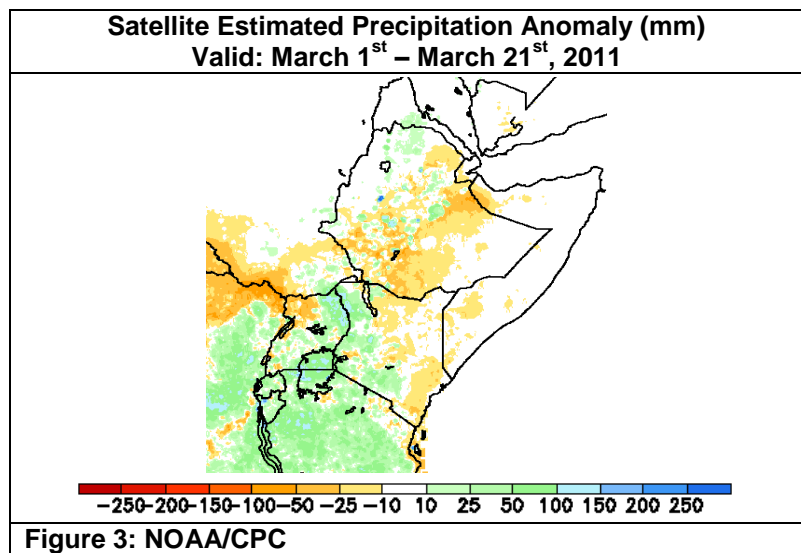 Satellite Estimated Precipitation Anomaly (mm)
Valid: March 1st – March 21st, 2011
-250 -200 -150 -100 -50 -25 -10 10 25 50 100 150 200 250
Figure 3: NOAA/CPC